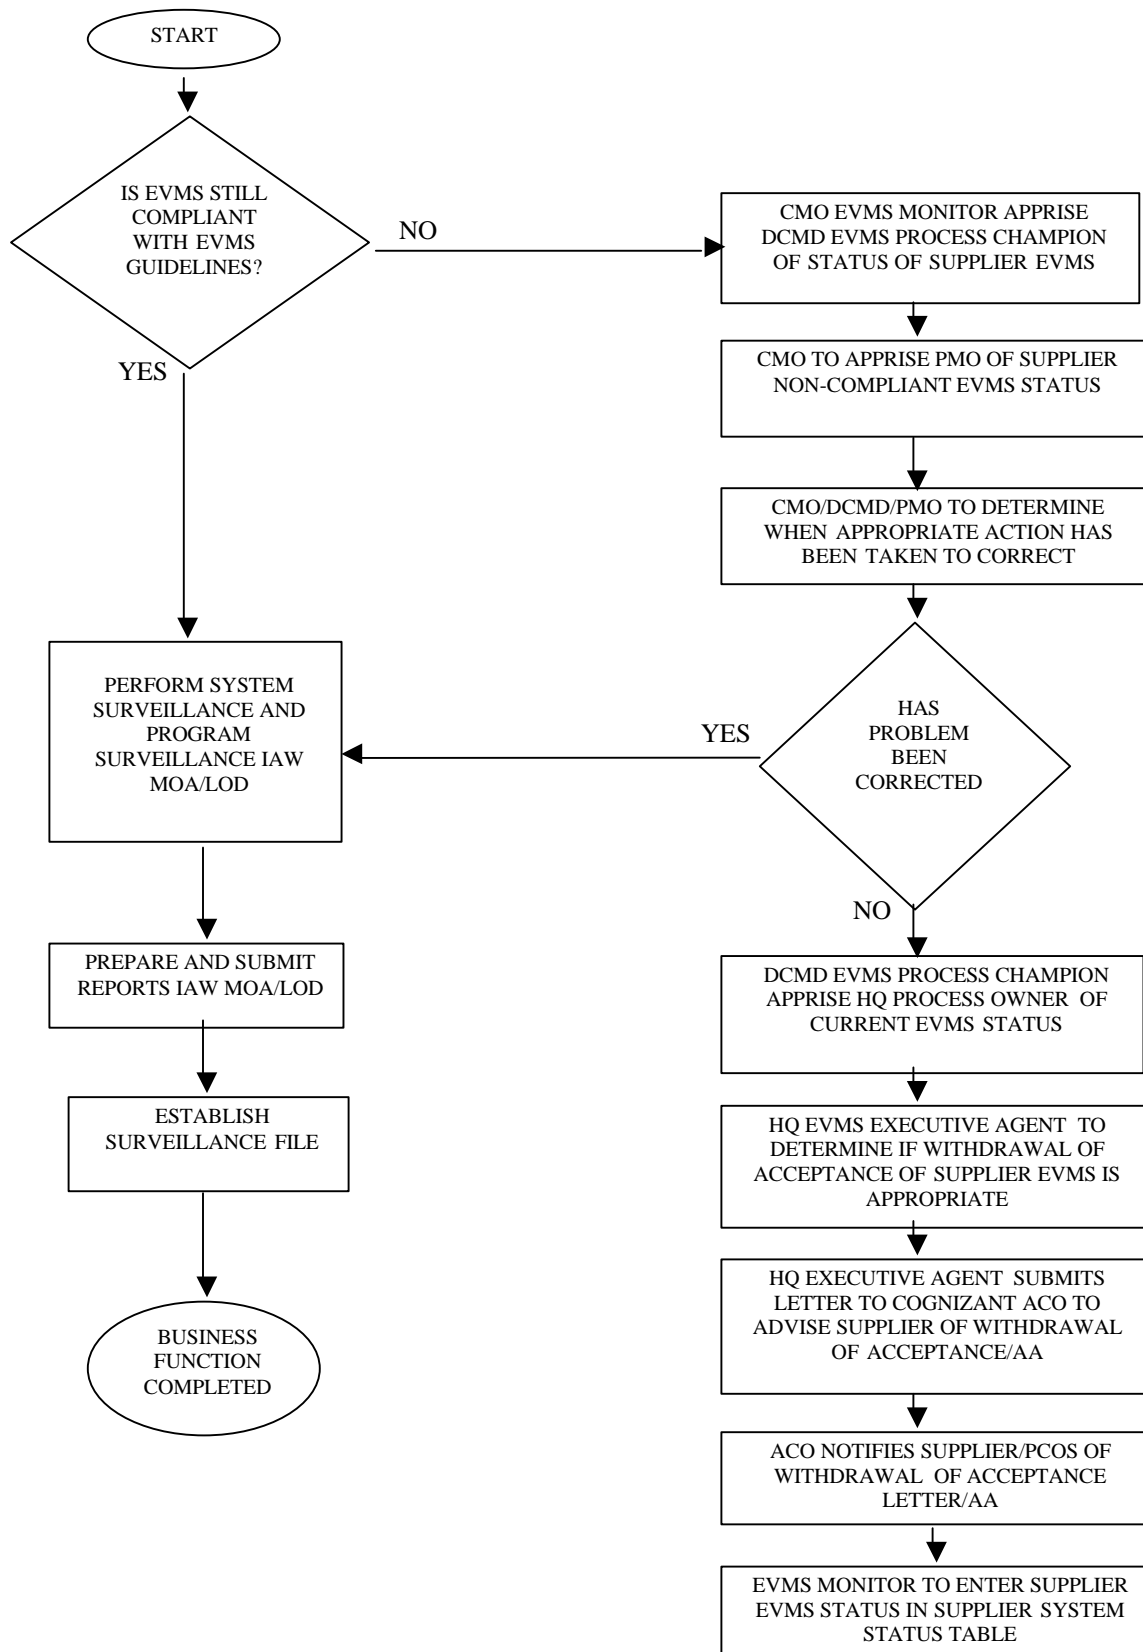 START
IS EVMS STILL
COMPLIANT
WITH EVMS
GUIDELINES?
NO
YES
CMO EVMS MONITOR APPRISE
DCMD EVMS PROCESS CHAMPION
OF STATUS OF SUPPLIER EVMS
CMO TO APPRISE PMO OF SUPPLIER
NON-COMPLIANT EVMS STATUS
CMO/DCMD/PMO TO DETERMINE
WHEN APPROPRIATE ACTION HAS
BEEN TAKEN TO CORRECT
HAS
PROBLEM
BEEN
CORRECTED
YES
NO
PERFORM SYSTEM
SURVEILLANCE AND
PROGRAM
SURVEILLANCE IAW
MOA/LOD
PREPARE AND SUBMIT
REPORTS IAW MOA/LOD
ESTABLISH
SURVEILLANCE FILE
BUSINESS
FUNCTION
COMPLETED
DCMD EVMS PROCESS CHAMPION
APPRISE HQ PROCESS OWNER OF
CURRENT EVMS STATUS
HQ EVMS EXECUTIVE AGENT TO
DETERMINE IF WITHDRAWAL OF
ACCEPTANCE OF SUPPLIER EVMS IS
APPROPRIATE
HQ EXECUTIVE AGENT SUBMITS
LETTER TO COGNIZANT ACO TO
ADVISE SUPPLIER OF WITHDRAWAL
OF ACCEPTANCE/AA
ACO NOTIFIES SUPPLIER/PCOS OF
WITHDRAWAL OF ACCEPTANCE
LETTER/AA
EVMS MONITOR TO ENTER SUPPLIER
EVMS STATUS IN SUPPLIER SYSTEM
STATUS TABLE